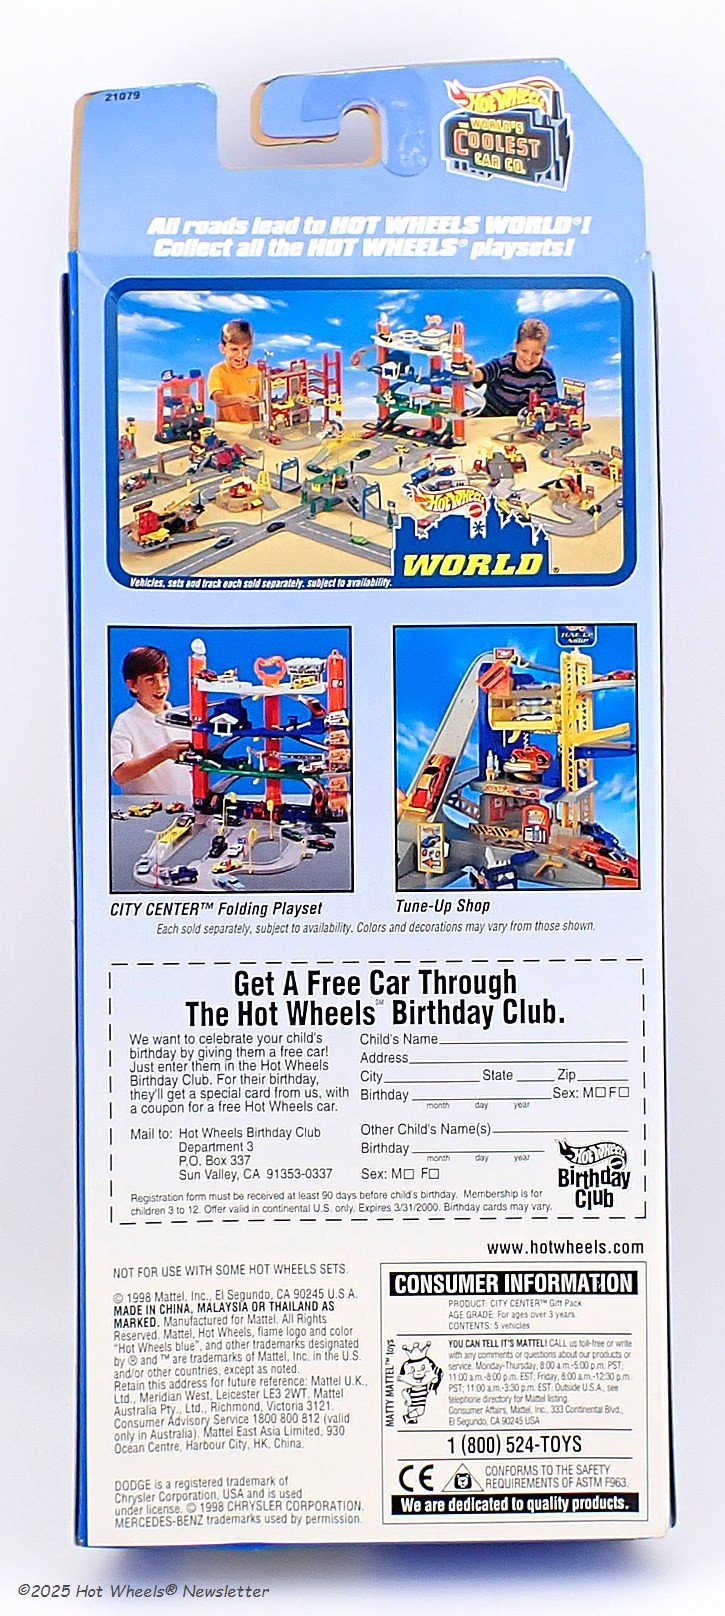 21079
HOT WHEELS
THE WORLD'S
COOLEST
CAR CO.
All roads lead to HOT WHEELS WORLD®!
Collect all the HOT WHEELS® playsets!
HOT WHEELS
WORLD®
Vehicles, sets and track each sold separately, subject to availability.
TUNE-UP
SHOP
CITY CENTER™ Folding Playset
Tune-Up Shop
Each sold separately, subject to availability. Colors and decorations may vary from those shown.
Get A Free Car Through
The Hot Wheels℠ Birthday Club.
We want to celebrate your child's
birthday by giving them a free car!
Just enter them in the Hot Wheels
Birthday Club. For their birthday,
they'll get a special card from us, with
a coupon for a free Hot Wheels car.
Mail to: Hot Wheels Birthday Club
Department 3
P.O. Box 337
Sun Valley, CA 91353-0337
Child's Name
Address
City State Zip
Birthday Sex: M☐ F☐
month day year
Other Child's Name(s)
Birthday
month day year
Sex: M☐ F☐
HOT WHEELS
Birthday
Club
Registration form must be received at least 90 days before child's birthday. Membership is for
children 3 to 12. Offer valid in continental U.S. only. Expires 3/31/2000. Birthday cards may vary.
www.hotwheels.com
NOT FOR USE WITH SOME HOT WHEELS SETS.
© 1998 Mattel, Inc., El Segundo, CA 90245 U.S.A.
MADE IN CHINA, MALAYSIA OR THAILAND AS
MARKED. Manufactured for Mattel. All Rights
Reserved. Mattel, Hot Wheels, flame logo and color
"Hot Wheels blue", and other trademarks designated
by ® and ™ are trademarks of Mattel, Inc. in the U.S.
and/or other countries, except as noted.
Retain this address for future reference: Mattel U.K.,
Ltd., Meridian West, Leicester LE3 2WT. Mattel
Australia Pty., Ltd., Richmond, Victoria 3121.
Consumer Advisory Service 1800 800 812 (valid
only in Australia). Mattel East Asia Limited, 930
Ocean Centre, Harbour City, HK, China.
DODGE is a registered trademark of
Chrysler Corporation, USA and is used
under license. © 1998 CHRYSLER CORPORATION.
MERCEDES-BENZ trademarks used by permission.
CONSUMER INFORMATION
PRODUCT: CITY CENTER™ Gift Pack
AGE GRADE: For ages over 3 years.
CONTENTS: 5 vehicles
MATTY MATTEL™ toys
YOU CAN TELL IT'S MATTEL! CALL us toll-free or write
with any comments or questions about our products or
service. Monday-Thursday, 8:00 a.m.-5:00 p.m. PST;
11:00 a.m.-8:00 p.m. EST; Friday, 8:00 a.m.-12:30 p.m.
PST; 11:00 a.m.-3:30 p.m. EST. Outside U.S.A., see
telephone directory for Mattel listing.
Consumer Affairs, Mattel, Inc., 333 Continental Blvd.,
El Segundo, CA 90245 USA
1 (800) 524-TOYS
CE
CONFORMS TO THE SAFETY
REQUIREMENTS OF ASTM F963.
We are dedicated to quality products.
©2025 Hot Wheels® Newsletter